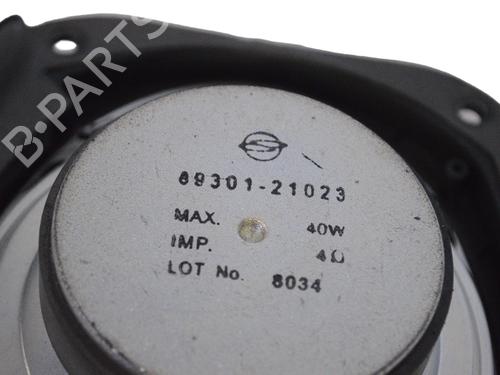 B-PARTS
89301-21023
MAX. 40W
IMP. 4Ω
LOT No. 8034